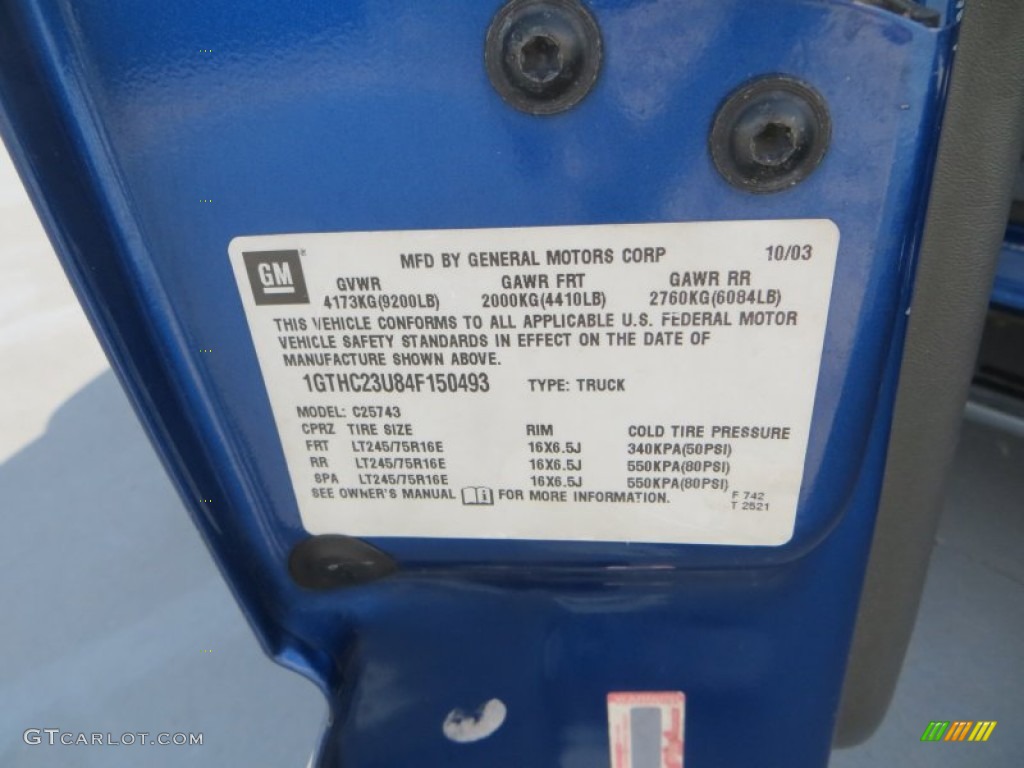 GM
MFD BY GENERAL MOTORS CORP 10/03
GVWR GAWR FRT GAWR RR
4173KG(9200LB) 2000KG(4410LB) 2760KG(6084LB)
THIS VEHICLE CONFORMS TO ALL APPLICABLE U.S. FEDERAL MOTOR
VEHICLE SAFETY STANDARDS IN EFFECT ON THE DATE OF
MANUFACTURE SHOWN ABOVE.
1GTHC23U84F150493 TYPE: TRUCK
MODEL: C25743
CPRZ TIRE SIZE RIM COLD TIRE PRESSURE
FRT LT245/75R16E 16X6.5J 340KPA(50PSI)
RR LT245/75R16E 16X6.5J 550KPA(80PSI)
SPA LT245/75R16E 16X6.5J 550KPA(80PSI)
SEE OWNER'S MANUAL FOR MORE INFORMATION.
F 742
T 2521
GTCARLOT.COM